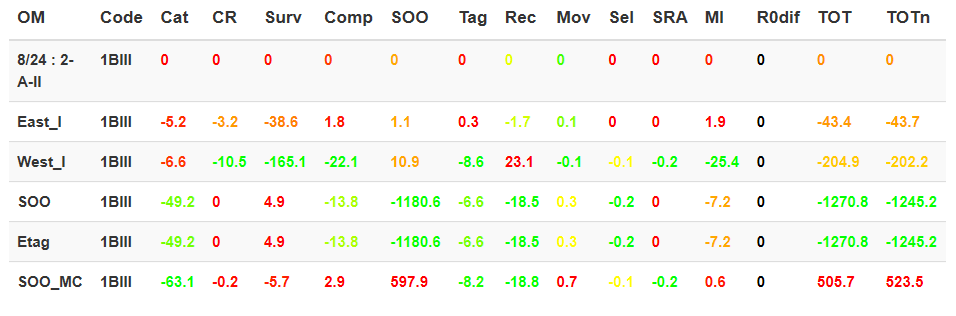 OM Code Cat CR Surv Comp SOO Tag Rec Mov Sel SRA MI R0dif TOT TOTn
8/24 : 2-A-II 1BIII 0 0 0 0 0 0 0 0 0 0 0 0 0 0
East_I 1BIII -5.2 -3.2 -38.6 1.8 1.1 0.3 -1.7 0.1 0 0 1.9 0 -43.4 -43.7
West_I 1BIII -6.6 -10.5 -165.1 -22.1 10.9 -8.6 23.1 -0.1 -0.1 -0.2 -25.4 0 -204.9 -202.2
SOO 1BIII -49.2 0 4.9 -13.8 -1180.6 -6.6 -18.5 0.3 -0.2 0 -7.2 0 -1270.8 -1245.2
Etag 1BIII -49.2 0 4.9 -13.8 -1180.6 -6.6 -18.5 0.3 -0.2 0 -7.2 0 -1270.8 -1245.2
SOO_MC 1BIII -63.1 -0.2 -5.7 2.9 597.9 -8.2 -18.8 0.7 -0.1 -0.2 0.6 0 505.7 523.5